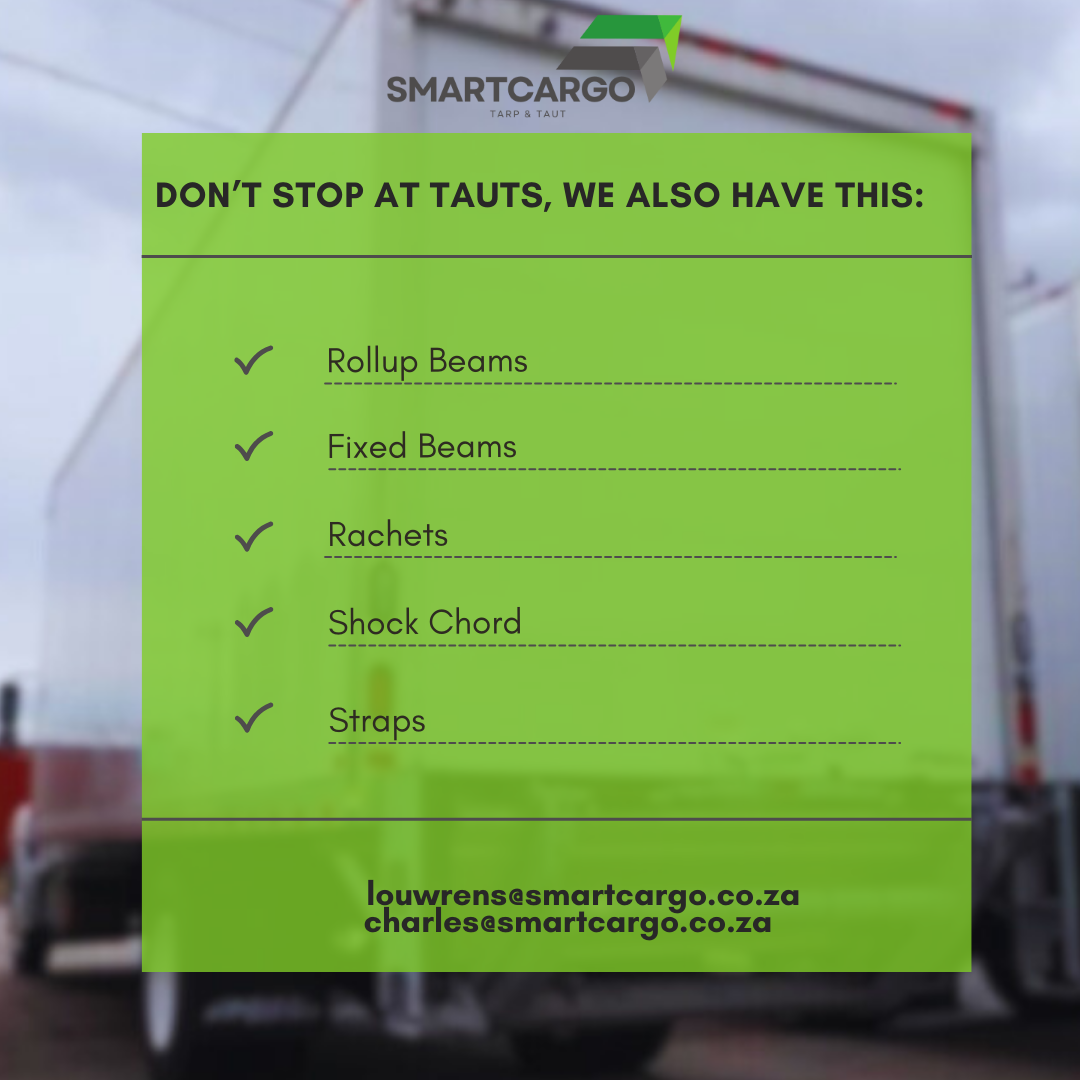 SMARTCARGO
TARP & TAUT
DON'T STOP AT TAUTS, WE ALSO HAVE THIS:
Rollup Beams
Fixed Beams
Rachets
Shock Chord
Straps
louwrens@smartcargo.co.za
charles@smartcargo.co.za